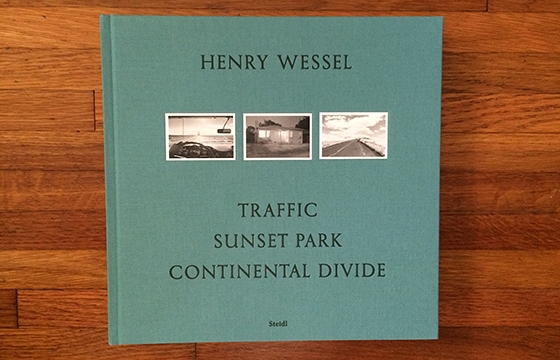 HENRY WESSEL
TRAFFIC
SUNSET PARK
CONTINENTAL DIVIDE
Steidl